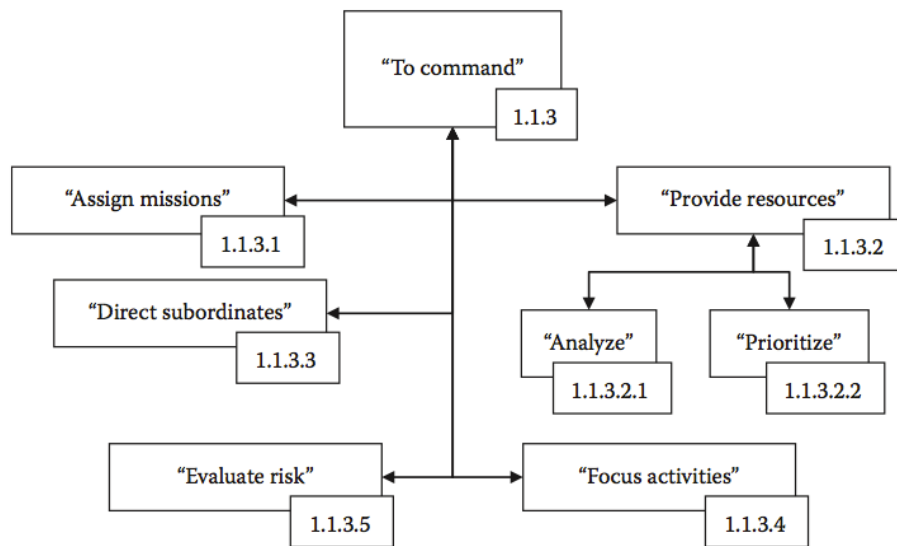 “To command”
1.1.3
“Assign missions”
1.1.3.1
“Provide resources”
1.1.3.2
“Direct subordinates”
1.1.3.3
“Analyze”
1.1.3.2.1
“Prioritize”
1.1.3.2.2
“Evaluate risk”
1.1.3.5
“Focus activities”
1.1.3.4